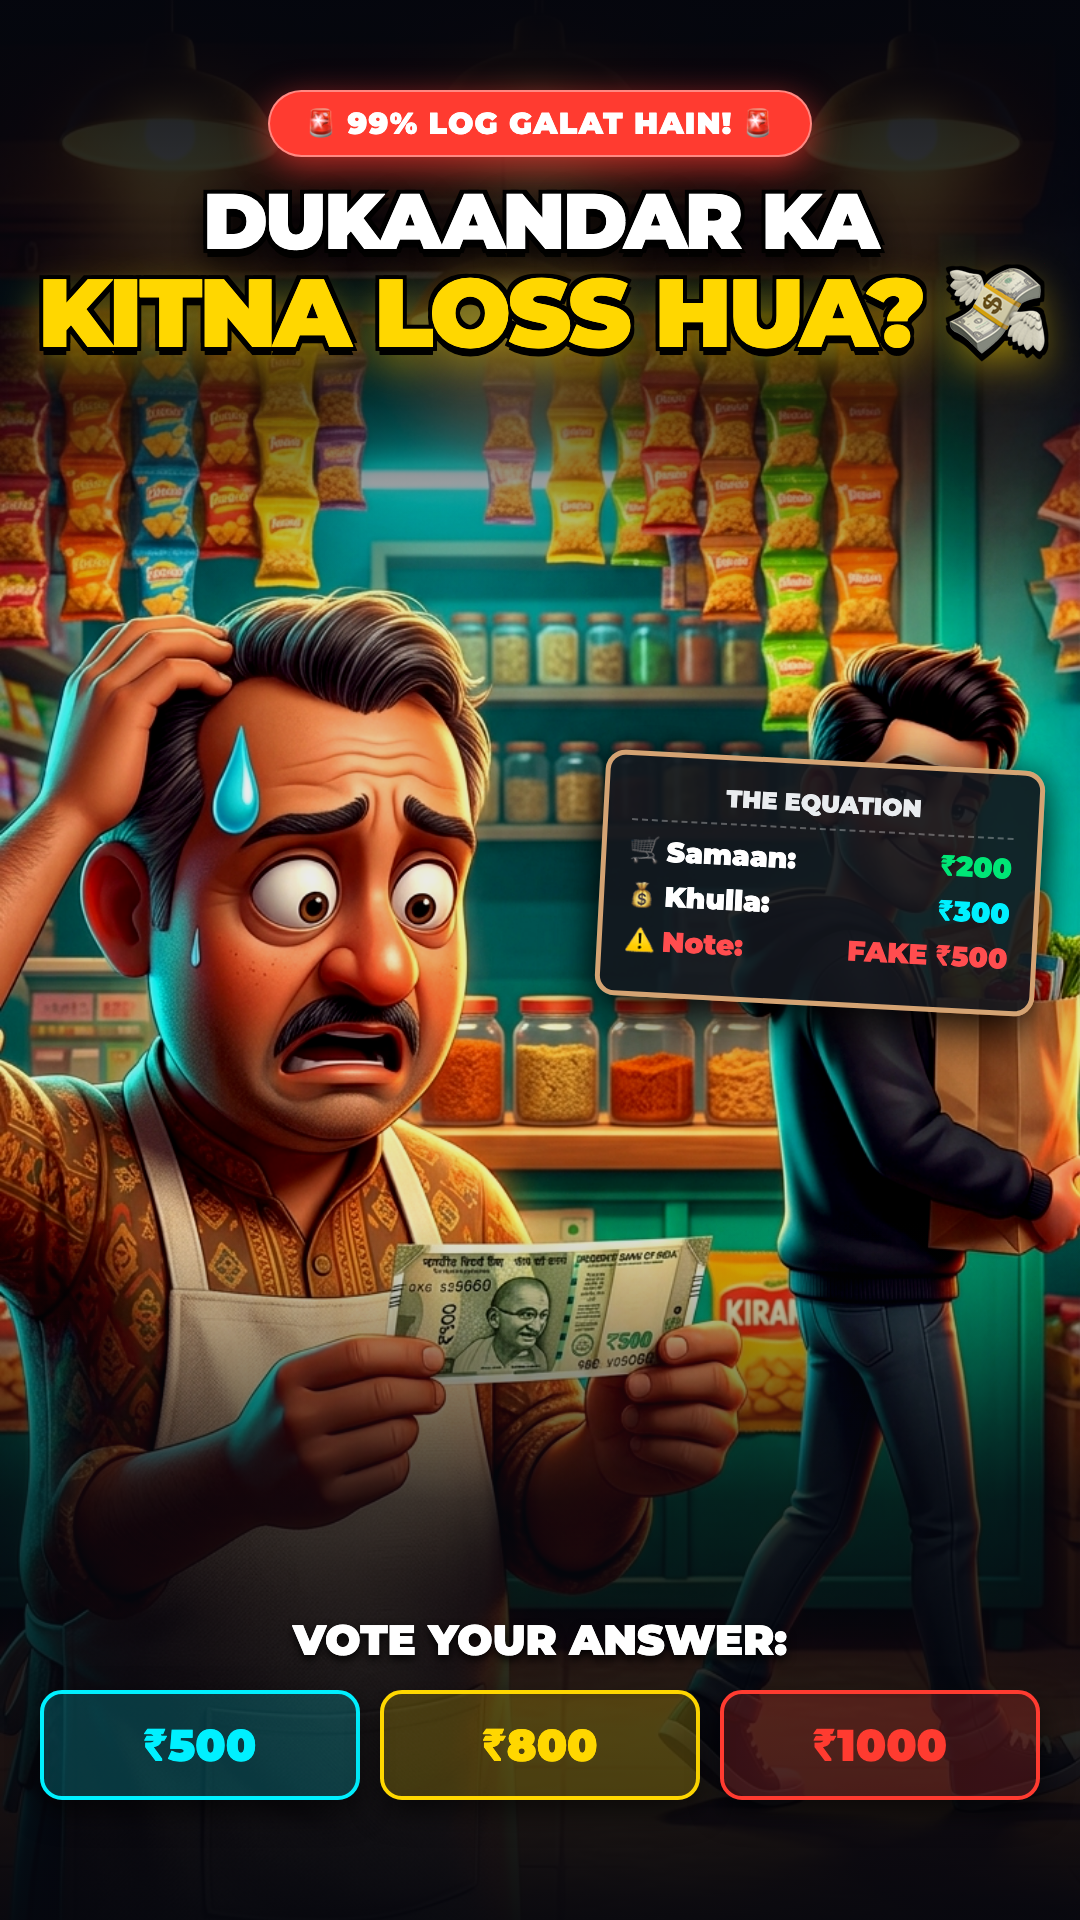 🚨 99% LOG GALAT HAIN! 🚨
DUKAANDAR KA
KITNA LOSS HUA? 💸
THE EQUATION
🛒 Samaan: ₹200
💰 Khulla: ₹300
⚠️ Note: FAKE ₹500
₹500
KIRAN
VOTE YOUR ANSWER:
₹500
₹800
₹1000